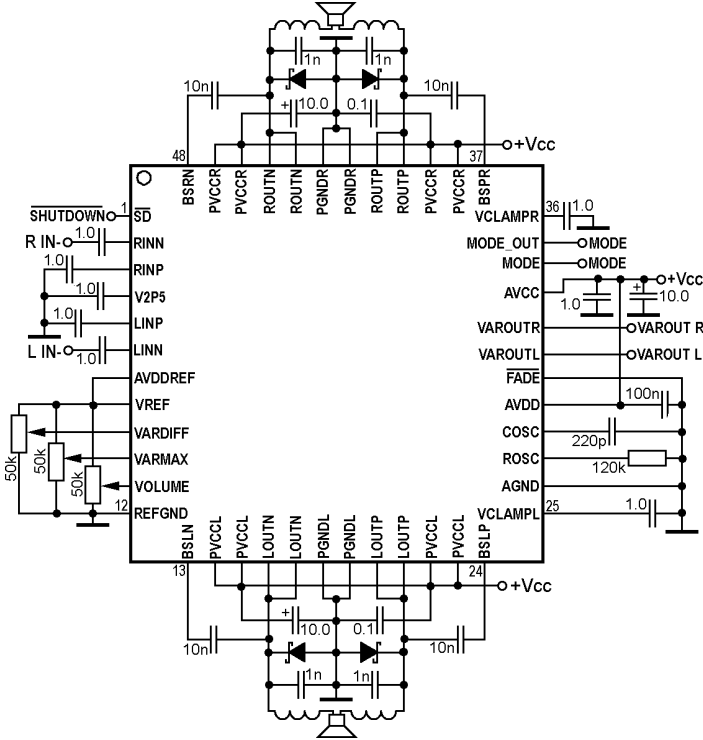 1n 1n
10n 10n
+ 10.0 0.1
+Vcc
48 37
BSRN PVCCR PVCCR ROUTN ROUTN PGNDR PGNDR ROUTP ROUTP PVCCR PVCCR BSPR
SHUTDOWN 1 SD
R IN- 1.0 RINN
1.0 RINP
1.0 V2P5
1.0 LINP
L IN- 1.0 LINN
AVDDREF
VREF
50k VARDIFF
50k VARMAX
50k VOLUME
12 REFGND
VCLAMPR 36 1.0
MODE_OUT MODE
MODE MODE
AVCC +Vcc
1.0 + 10.0
VAROUTR VAROUT R
VAROUTL VAROUT L
FADE
AVDD 100n
COSC 220p
ROSC 120k
AGND
VCLAMPL 25 1.0
BSLN PVCCL PVCCL LOUTN LOUTN PGNDL PGNDL LOUTP LOUTP PVCCL PVCCL BSLP
13 24
+Vcc
+ 10.0 0.1
10n 10n
1n 1n